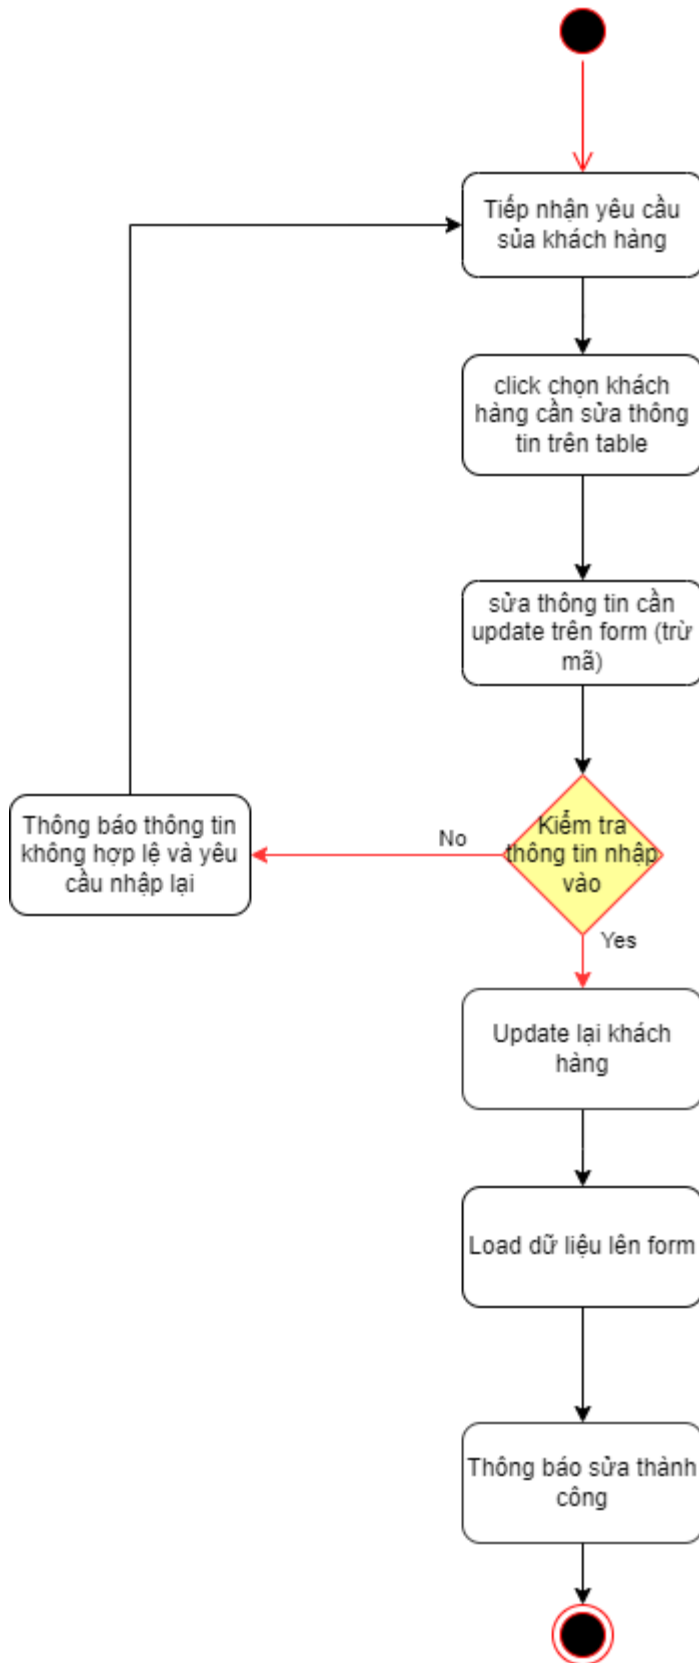 Tiếp nhận yêu cầu
sủa khách hàng
click chọn khách
hàng cần sửa thông
tin trên table
sửa thông tin cần
update trên form (trừ
mã)
Thông báo thông tin
không hợp lệ và yêu
cầu nhập lại
No
Kiểm tra
thông tin nhập
vào
Yes
Update lại khách
hàng
Load dữ liệu lên form
Thông báo sửa thành
công